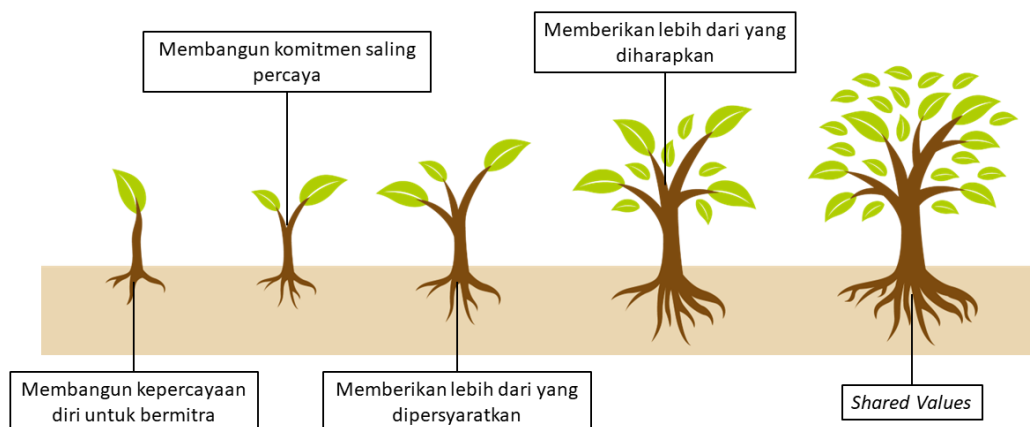 Membangun komitmen saling
percaya
Memberikan lebih dari yang
diharapkan
Membangun kepercayaan
diri untuk bermitra
Memberikan lebih dari yang
dipersyaratkan
Shared Values